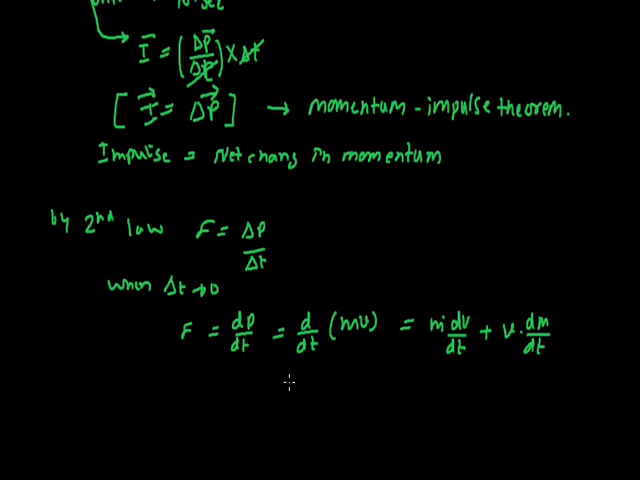 N-sec
I⃗ = (ΔP⃗/Δt) × Δt
[ I⃗ = ΔP⃗ ] → momentum - impulse theorem.
Impulse = Net chang in momentum
by 2nd law F = ΔP/Δt
when Δt → 0
F = dP/dt = d/dt (mv) = m dv/dt + v . dm/dt